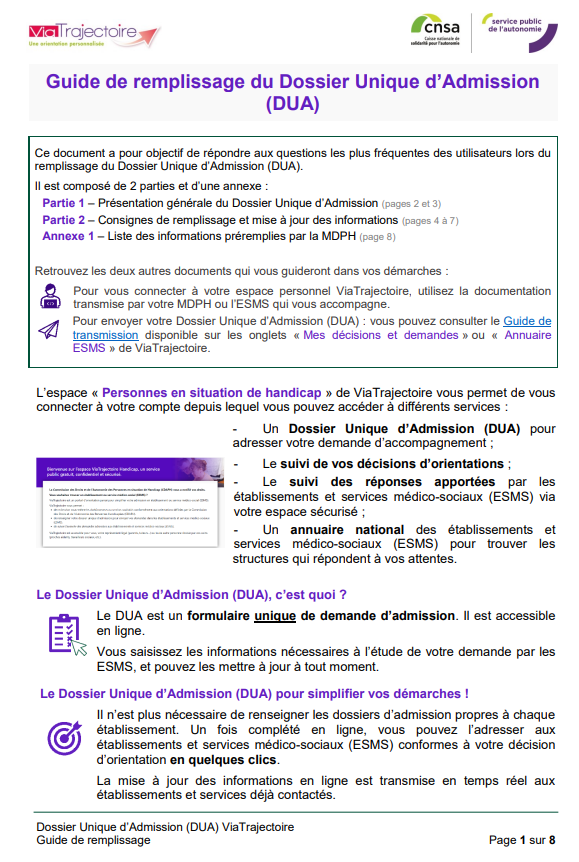 ViaTrajectoire
Une orientation personnalisée
cnsa
Caisse nationale de
solidarité pour l'autonomie
service public
de l'autonomie
Guide de remplissage du Dossier Unique d'Admission
(DUA)
Ce document a pour objectif de répondre aux questions les plus fréquentes des utilisateurs lors du
remplissage du Dossier Unique d'Admission (DUA).
Il est composé de 2 parties et d'une annexe :
Partie 1 – Présentation générale du Dossier Unique d'Admission (pages 2 et 3)
Partie 2 – Consignes de remplissage et mise à jour des informations (pages 4 à 7)
Annexe 1 – Liste des informations préremplies par la MDPH (page 8)
Retrouvez les deux autres documents qui vous guideront dans vos démarches :
Pour vous connecter à votre espace personnel ViaTrajectoire, utilisez la documentation
transmise par votre MDPH ou l'ESMS qui vous accompagne.
Pour envoyer votre Dossier Unique d'Admission (DUA) : vous pouvez consulter le Guide de
transmission disponible sur les onglets « Mes décisions et demandes » ou « Annuaire
ESMS » de ViaTrajectoire.
L'espace « Personnes en situation de handicap » de ViaTrajectoire vous permet de vous
connecter à votre compte depuis lequel vous pouvez accéder à différents services :
- Un Dossier Unique d'Admission (DUA) pour
adresser votre demande d'accompagnement ;
- Le suivi de vos décisions d'orientations ;
- Le suivi des réponses apportées par les
établissements et services médico-sociaux (ESMS) via
votre espace sécurisé ;
- Un annuaire national des établissements et
services médico-sociaux (ESMS) pour trouver les
structures qui répondent à vos attentes.
Bienvenue sur l'espace ViaTrajectoire Handicap, un service
public gratuit, confidentiel et sécurisé.
Le Dossier Unique d'Admission (DUA), c'est quoi ?
Le DUA est un formulaire unique de demande d'admission. Il est accessible
en ligne.
Vous saisissez les informations nécessaires à l'étude de votre demande par les
ESMS, et pouvez les mettre à jour à tout moment.
Le Dossier Unique d'Admission (DUA) pour simplifier vos démarches !
Il n'est plus nécessaire de renseigner les dossiers d'admission propres à chaque
établissement. Un fois complété en ligne, vous pouvez l'adresser aux
établissements et services médico-sociaux (ESMS) conformes à votre décision
d'orientation en quelques clics.
La mise à jour des informations en ligne est transmise en temps réel aux
établissements et services déjà contactés.
Dossier Unique d'Admission (DUA) ViaTrajectoire
Guide de remplissage
Page 1 sur 8